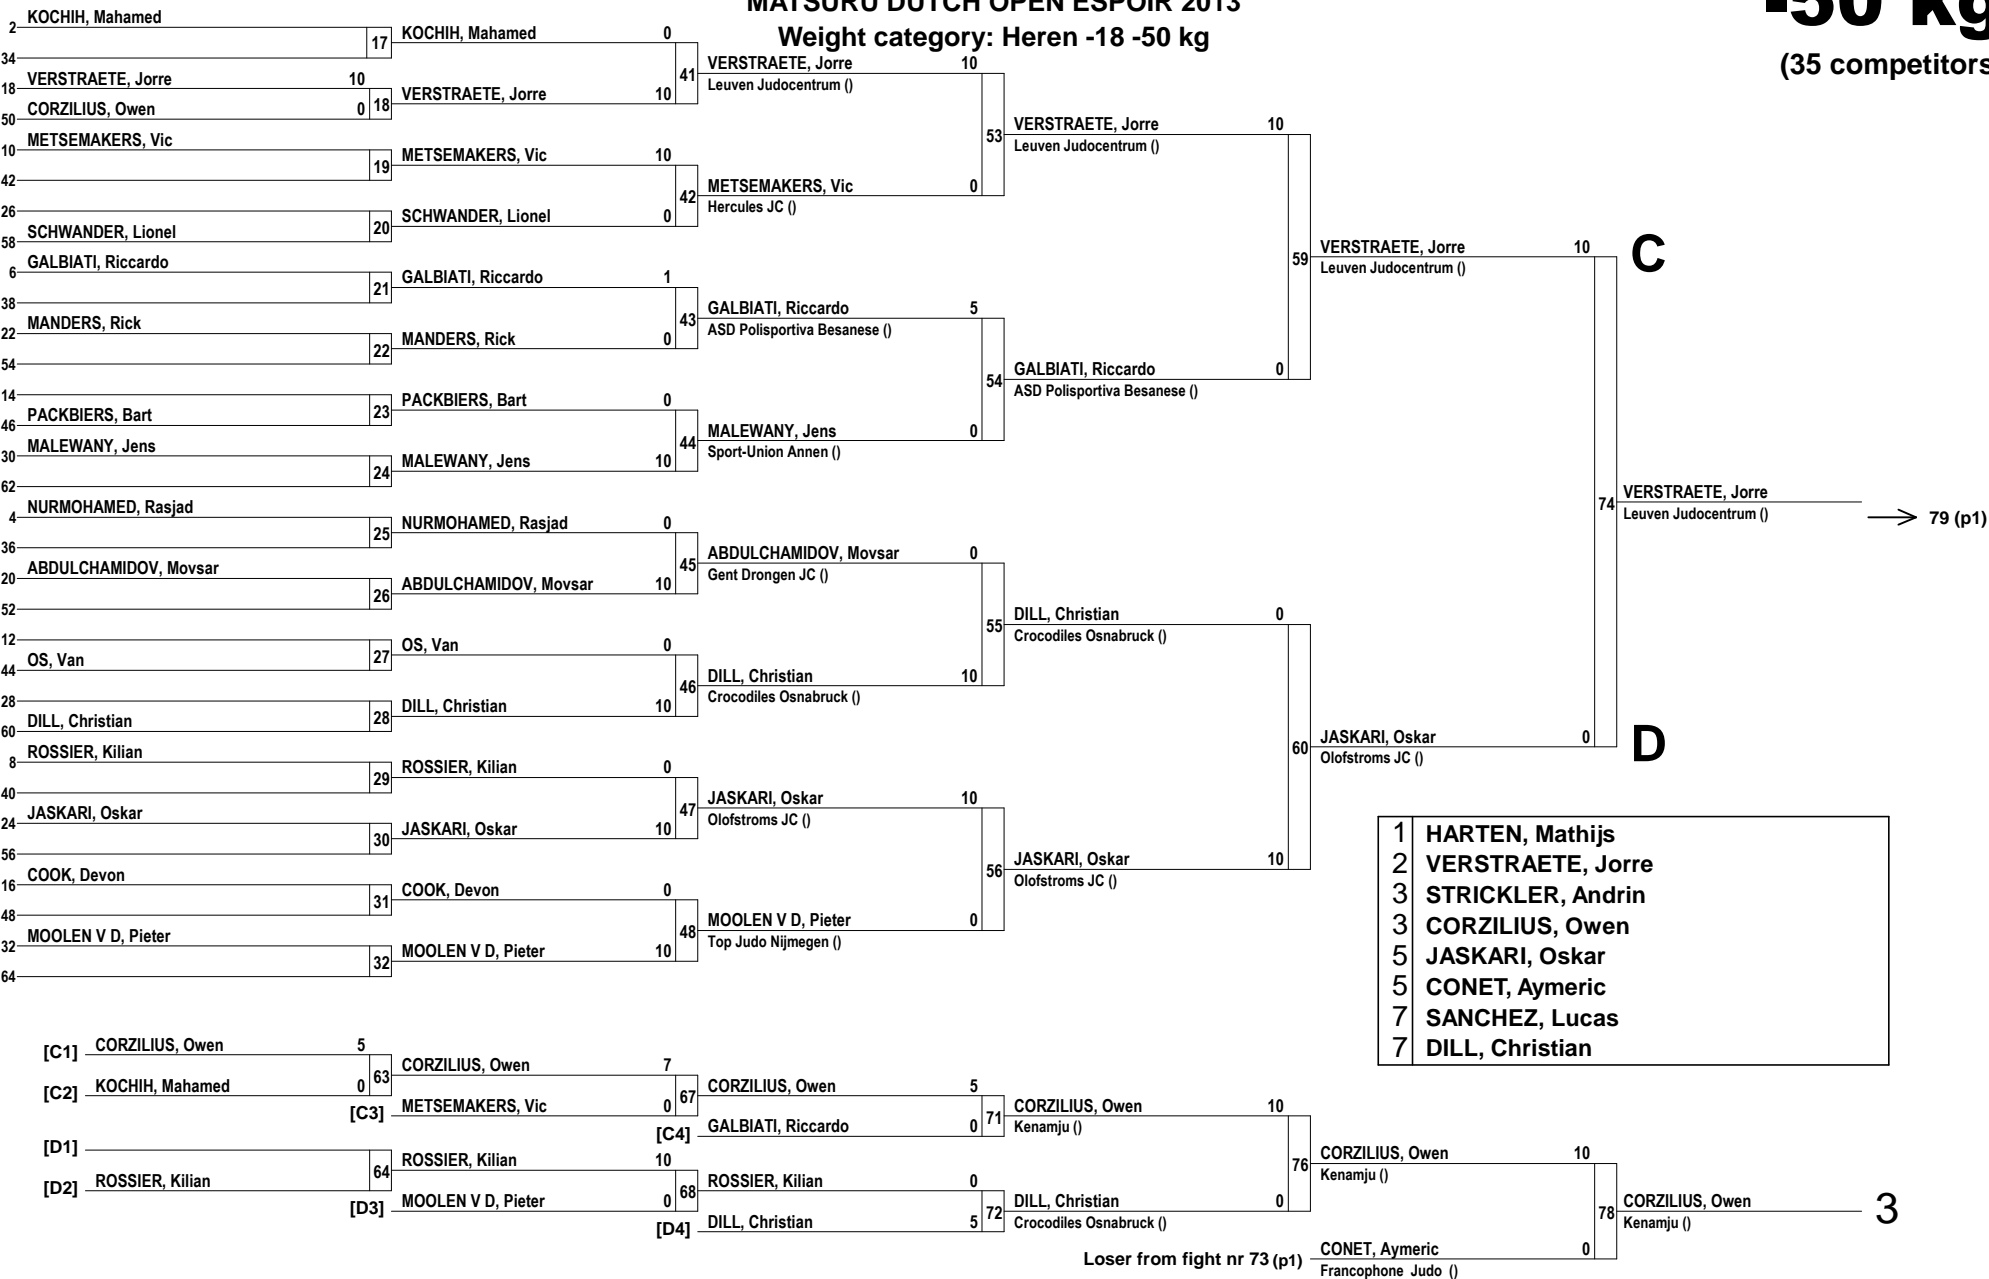 MATSURU DUTCH OPEN ESPOIR 2013
Weight category: Heren -18 -50 kg
-50 kg
(35 competitors
2 KOCHIH, Mahamed
34
17 KOCHIH, Mahamed 0
18 VERSTRAETE, Jorre 10
50 CORZILIUS, Owen 0
18 VERSTRAETE, Jorre 10
41 VERSTRAETE, Jorre 10
Leuven Judocentrum ()
10 METSEMAKERS, Vic
42
19 METSEMAKERS, Vic 10
26
58 SCHWANDER, Lionel
20 SCHWANDER, Lionel 0
42 METSEMAKERS, Vic 0
Hercules JC ()
53 VERSTRAETE, Jorre 10
Leuven Judocentrum ()
6 GALBIATI, Riccardo
38
21 GALBIATI, Riccardo 1
22 MANDERS, Rick
54
22 MANDERS, Rick 0
43 GALBIATI, Riccardo 5
ASD Polisportiva Besanese ()
14
46 PACKBIERS, Bart
23 PACKBIERS, Bart 0
30 MALEWANY, Jens
62
24 MALEWANY, Jens 10
44 MALEWANY, Jens 0
Sport-Union Annen ()
54 GALBIATI, Riccardo 0
ASD Polisportiva Besanese ()
59 VERSTRAETE, Jorre 10
Leuven Judocentrum ()
C
4 NURMOHAMED, Rasjad
36
25 NURMOHAMED, Rasjad 0
20 ABDULCHAMIDOV, Movsar
52
26 ABDULCHAMIDOV, Movsar 10
45 ABDULCHAMIDOV, Movsar 0
Gent Drongen JC ()
12
44 OS, Van
27 OS, Van 0
28
60 DILL, Christian
28 DILL, Christian 10
46 DILL, Christian 10
Crocodiles Osnabruck ()
55 DILL, Christian 0
Crocodiles Osnabruck ()
8 ROSSIER, Kilian
40
29 ROSSIER, Kilian 0
24 JASKARI, Oskar
56
30 JASKARI, Oskar 10
47 JASKARI, Oskar 10
Olofstroms JC ()
16 COOK, Devon
48
31 COOK, Devon 0
32 MOOLEN V D, Pieter
64
32 MOOLEN V D, Pieter 10
48 MOOLEN V D, Pieter 0
Top Judo Nijmegen ()
56 JASKARI, Oskar 10
Olofstroms JC ()
60 JASKARI, Oskar 0
Olofstroms JC ()
D
74 VERSTRAETE, Jorre
Leuven Judocentrum ()
79 (p1)
1 HARTEN, Mathijs
2 VERSTRAETE, Jorre
3 STRICKLER, Andrin
3 CORZILIUS, Owen
5 JASKARI, Oskar
5 CONET, Aymeric
7 SANCHEZ, Lucas
7 DILL, Christian
[C1] CORZILIUS, Owen 5
[C2] KOCHIH, Mahamed 0
63 CORZILIUS, Owen 7
[C3] METSEMAKERS, Vic 0
67 CORZILIUS, Owen 5
[C4] GALBIATI, Riccardo 0
71 CORZILIUS, Owen 10
Kenamju ()
[D1]
[D2] ROSSIER, Kilian
64 ROSSIER, Kilian 10
[D3] MOOLEN V D, Pieter 0
68 ROSSIER, Kilian 0
[D4] DILL, Christian 5
72 DILL, Christian 0
Crocodiles Osnabruck ()
76 CORZILIUS, Owen 10
Kenamju ()
Loser from fight nr 73 (p1) CONET, Aymeric 0
Francophone Judo ()
78 CORZILIUS, Owen
Kenamju ()
3